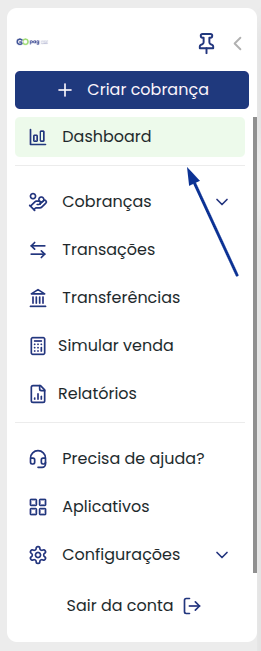 GO pag
Criar cobrança
Dashboard
Cobranças
Transações
Transferências
Simular venda
Relatórios
Precisa de ajuda?
Aplicativos
Configurações
Sair da conta